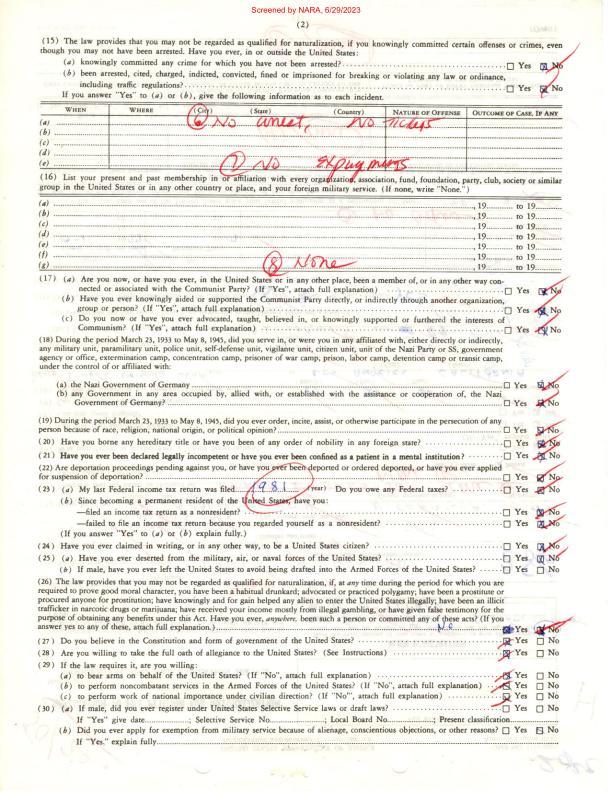 Screened by NARA, 6/29/2023
(2)
(15) The law provides that you may not be regarded as qualified for naturalization, if you knowingly committed certain offenses or crimes, even
though you may not have been arrested. Have you ever, in or outside the United States:
(a) knowingly committed any crime for which you have not been arrested? ☐ Yes ☒ No
(b) been arrested, cited, charged, indicted, convicted, fined or imprisoned for breaking or violating any law or ordinance,
including traffic regulations? ☐ Yes ☒ No
If you answer "Yes" to (a) or (b), give the following information as to each incident.
WHEN WHERE (City) (State) (Country) NATURE OF OFFENSE OUTCOME OF CASE, IF ANY
(a) (6) No arrest, No tickets
(b)
(c)
(d)
(e) (7) No
(16) List your present and past membership in or affiliation with every organization, association, fund, foundation, party, club, society or similar
group in the United States or in any other country or place, and your foreign military service. (If none, write "None.")
(a) , 19 to 19
(b) , 19 to 19
(c) , 19 to 19
(d) , 19 to 19
(e) , 19 to 19
(f) , 19 to 19
(g) (8) None , 19 to 19
(17) (a) Are you now, or have you ever, in the United States or in any other place, been a member of, or in any other way con-
nected or associated with the Communist Party? (If "Yes", attach full explanation) ☐ Yes ☒ No
(b) Have you ever knowingly aided or supported the Communist Party directly, or indirectly through another organization,
group or person? (If "Yes", attach full explanation) ☐ Yes ☒ No
(c) Do you now or have you ever advocated, taught, believed in, or knowingly supported or furthered the interests of
Communism? (If "Yes", attach full explanation) ☐ Yes ☒ No
(18) During the period March 23, 1933 to May 8, 1945, did you serve in, or were you in any affiliated with, either directly or indirectly,
any military unit, paramilitary unit, police unit, self-defense unit, vigilante unit, citizen unit, unit of the Nazi Party or SS, government
agency or office, extermination camp, concentration camp, prisoner of war camp, prison, labor camp, detention camp or transit camp,
under the control of or affiliated with:
(a) the Nazi Government of Germany ☐ Yes ☒ No
(b) any Government in any area occupied by, allied with, or established with the assistance or cooperation of, the Nazi
Government of Germany? ☐ Yes ☒ No
(19) During the period March 23, 1933 to May 8, 1945, did you ever order, incite, assist, or otherwise participate in the persecution of any
person because of race, religion, national origin, or political opinion? ☐ Yes ☒ No
(20) Have you borne any hereditary title or have you been of any order of nobility in any foreign state? ☐ Yes ☒ No
(21) Have you ever been declared legally incompetent or have you ever been confined as a patient in a mental institution? ☐ Yes ☒ No
(22) Are deportation proceedings pending against you, or have you ever been deported or ordered deported, or have you ever applied
for suspension of deportation? ☐ Yes ☒ No
(23) (a) My last Federal income tax return was filed 1981 (year) Do you owe any Federal taxes? ☐ Yes ☒ No
(b) Since becoming a permanent resident of the United States, have you:
—filed an income tax return as a nonresident? ☐ Yes ☒ No
—failed to file an income tax return because you regarded yourself as a nonresident? ☐ Yes ☒ No
(If you answer "Yes" to (a) or (b) explain fully.)
(24) Have you ever claimed in writing, or in any other way, to be a United States citizen? ☐ Yes ☒ No
(25) (a) Have you ever deserted from the military, air, or naval forces of the United States? ☐ Yes ☒ No
(b) If male, have you ever left the United States to avoid being drafted into the Armed Forces of the United States? ☐ Yes ☐ No
(26) The law provides that you may not be regarded as qualified for naturalization, if, at any time during the period for which you are
required to prove good moral character, you have been a habitual drunkard; advocated or practiced polygamy; have been a prostitute or
procured anyone for prostitution; have knowingly and for gain helped any alien to enter the United States illegally; have been an illicit
trafficker in narcotic drugs or marijuana; have received your income mostly from illegal gambling, or have given false testimony for the
purpose of obtaining any benefits under this Act. Have you ever, anywhere, been such a person or committed any of these acts? (If you
answer yes to any of these, attach full explanation.) No ☒ Yes ☒ No
(27) Do you believe in the Constitution and form of government of the United States? ☒ Yes ☐ No
(28) Are you willing to take the full oath of allegiance to the United States? (See Instructions) ☒ Yes ☐ No
(29) If the law requires it, are you willing:
(a) to bear arms on behalf of the United States? (If "No", attach full explanation) ☒ Yes ☐ No
(b) to perform noncombatant services in the Armed Forces of the United States? (If "No", attach full explanation) ☒ Yes ☐ No
(c) to perform work of national importance under civilian direction? (If "No", attach full explanation) ☒ Yes ☐ No
(30) (a) If male, did you ever register under United States Selective Service laws or draft laws? ☐ Yes ☐ No
If "Yes" give date ; Selective Service No. ; Local Board No. ; Present classification
(b) Did you ever apply for exemption from military service because of alienage, conscientious objections, or other reasons? ☐ Yes ☒ No
If "Yes," explain fully